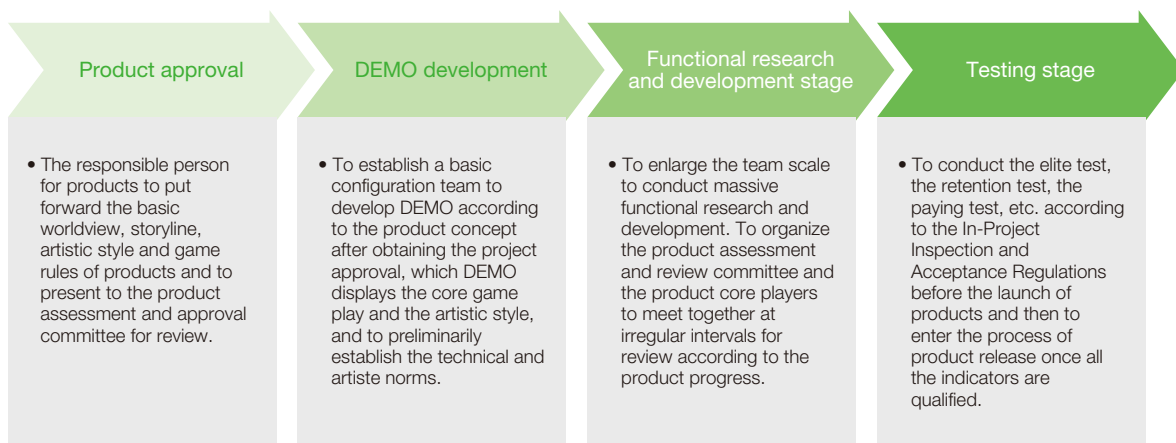 Product approval
• The responsible person
for products to put
forward the basic
worldview, storyline,
artistic style and game
rules of products and to
present to the product
assessment and approval
committee for review.
DEMO development
• To establish a basic
configuration team to
develop DEMO according
to the product concept
after obtaining the project
approval, which DEMO
displays the core game
play and the artistic style,
and to preliminarily
establish the technical and
artiste norms.
Functional research
and development stage
• To enlarge the team scale
to conduct massive
functional research and
development. To organize
the product assessment
and review committee and
the product core players
to meet together at
irregular intervals for
review according to the
product progress.
Testing stage
• To conduct the elite test,
the retention test, the
paying test, etc. according
to the In-Project
Inspection and
Acceptance Regulations
before the launch of
products and then to
enter the process of
product release once all
the indicators are
qualified.